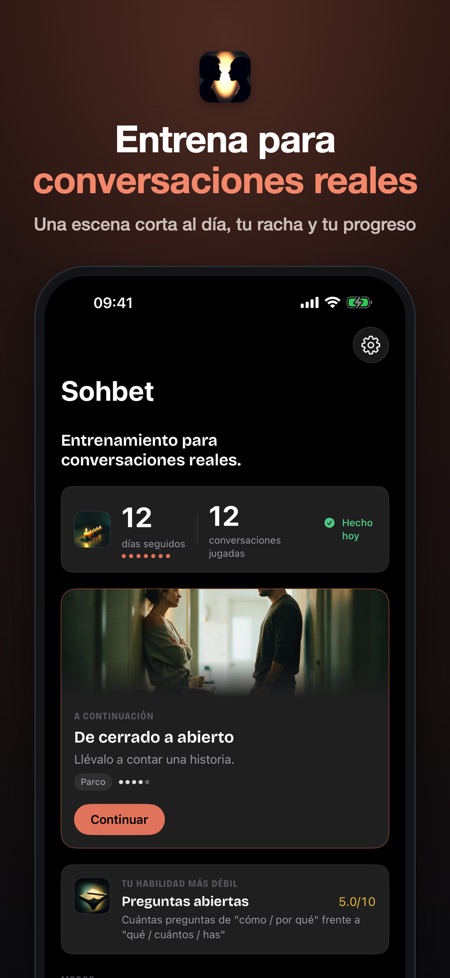 Entrena para
conversaciones reales
Una escena corta al día, tu racha y tu progreso
09:41
Sohbet
Entrenamiento para
conversaciones reales.
12
días seguidos
12
conversaciones
jugadas
Hecho
hoy
A CONTINUACIÓN
De cerrado a abierto
Llévalo a contar una historia.
Parco
Continuar
TU HABILIDAD MÁS DÉBIL
Preguntas abiertas
5.0/10
Cuántas preguntas de "cómo / por qué" frente a
"qué / cuántos / has"